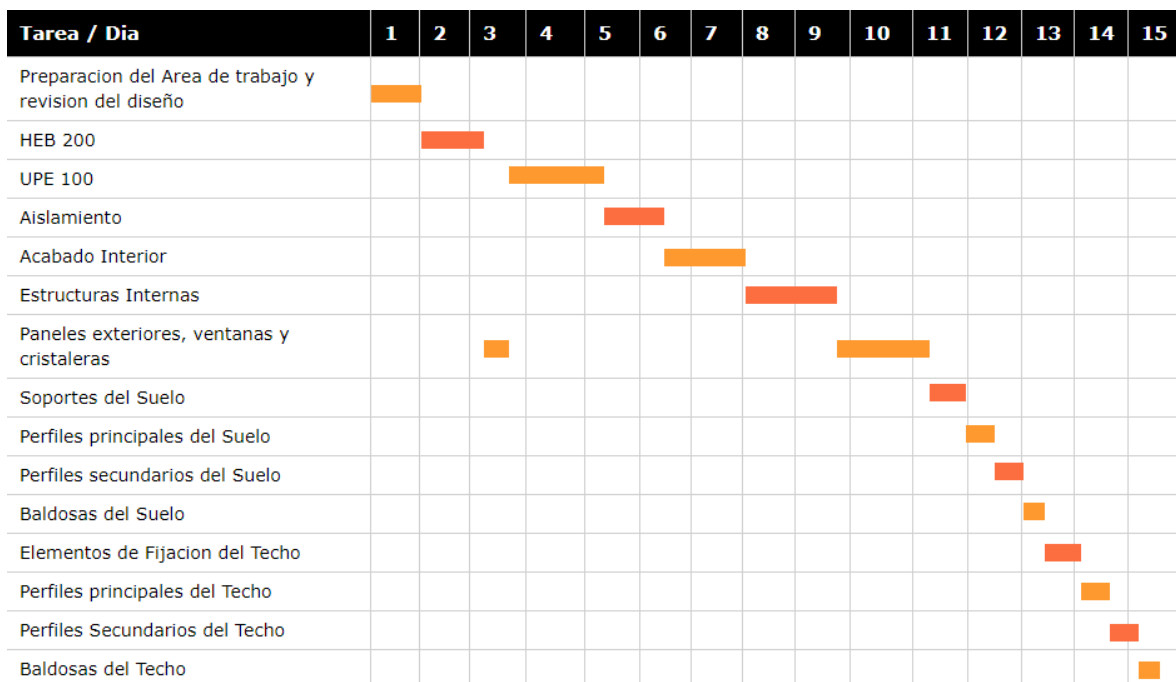 Tarea / Dia 1 2 3 4 5 6 7 8 9 10 11 12 13 14 15
Preparacion del Area de trabajo y
revision del diseño
HEB 200
UPE 100
Aislamiento
Acabado Interior
Estructuras Internas
Paneles exteriores, ventanas y
cristaleras
Soportes del Suelo
Perfiles principales del Suelo
Perfiles secundarios del Suelo
Baldosas del Suelo
Elementos de Fijacion del Techo
Perfiles principales del Techo
Perfiles Secundarios del Techo
Baldosas del Techo